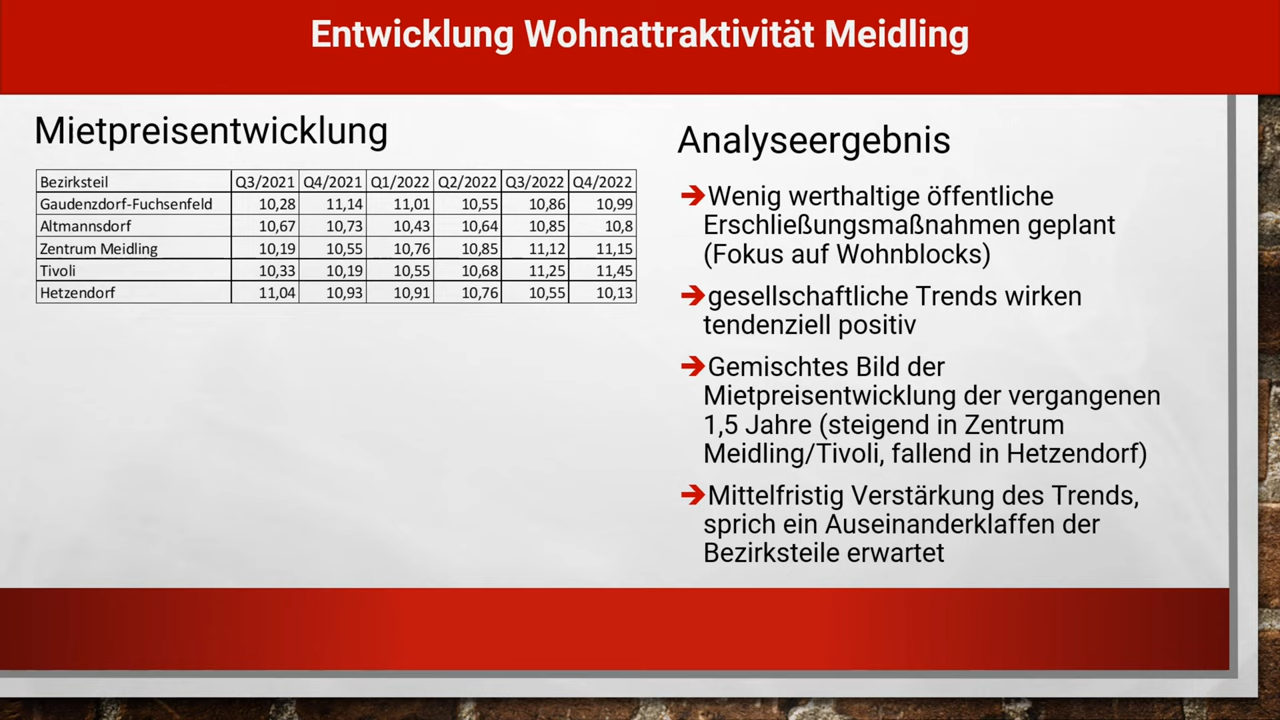 Entwicklung Wohnattraktivität Meidling
Mietpreisentwicklung
Bezirksteil Q3/2021 Q4/2021 Q1/2022 Q2/2022 Q3/2022 Q4/2022
Gaudenzdorf-Fuchsenfeld 10,28 11,14 11,01 10,55 10,86 10,99
Altmannsdorf 10,67 10,73 10,43 10,64 10,85 10,8
Zentrum Meidling 10,19 10,55 10,76 10,85 11,12 11,15
Tivoli 10,33 10,19 10,55 10,68 11,25 11,45
Hetzendorf 11,04 10,93 10,91 10,76 10,55 10,13
Analyseergebnis
➔Wenig werthaltige öffentliche
Erschließungsmaßnahmen geplant
(Fokus auf Wohnblocks)
➔gesellschaftliche Trends wirken
tendenziell positiv
➔Gemischtes Bild der
Mietpreisentwicklung der vergangenen
1,5 Jahre (steigend in Zentrum
Meidling/Tivoli, fallend in Hetzendorf)
➔Mittelfristig Verstärkung des Trends,
sprich ein Auseinanderklaffen der
Bezirksteile erwartet